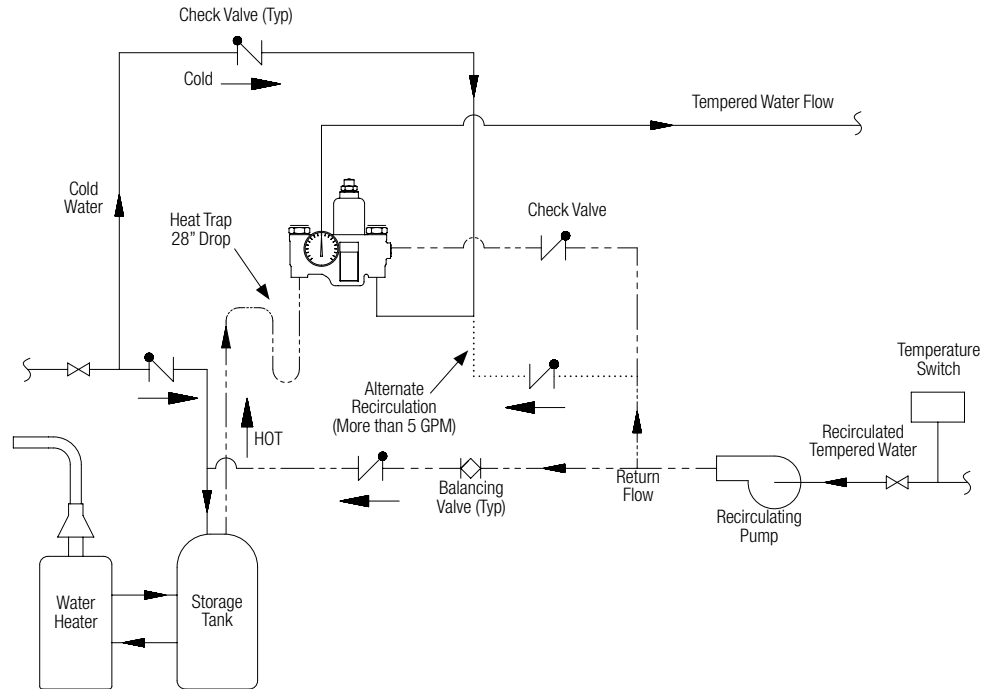 Check Valve (Typ)
Cold
Tempered Water Flow
Cold
Water
Heat Trap
28" Drop
Check Valve
Temperature
Switch
Alternate
Recirculation
(More than 5 GPM)
HOT
Recirculated
Tempered Water
Balancing
Valve (Typ)
Return
Flow
Recirculating
Pump
Water
Heater
Storage
Tank